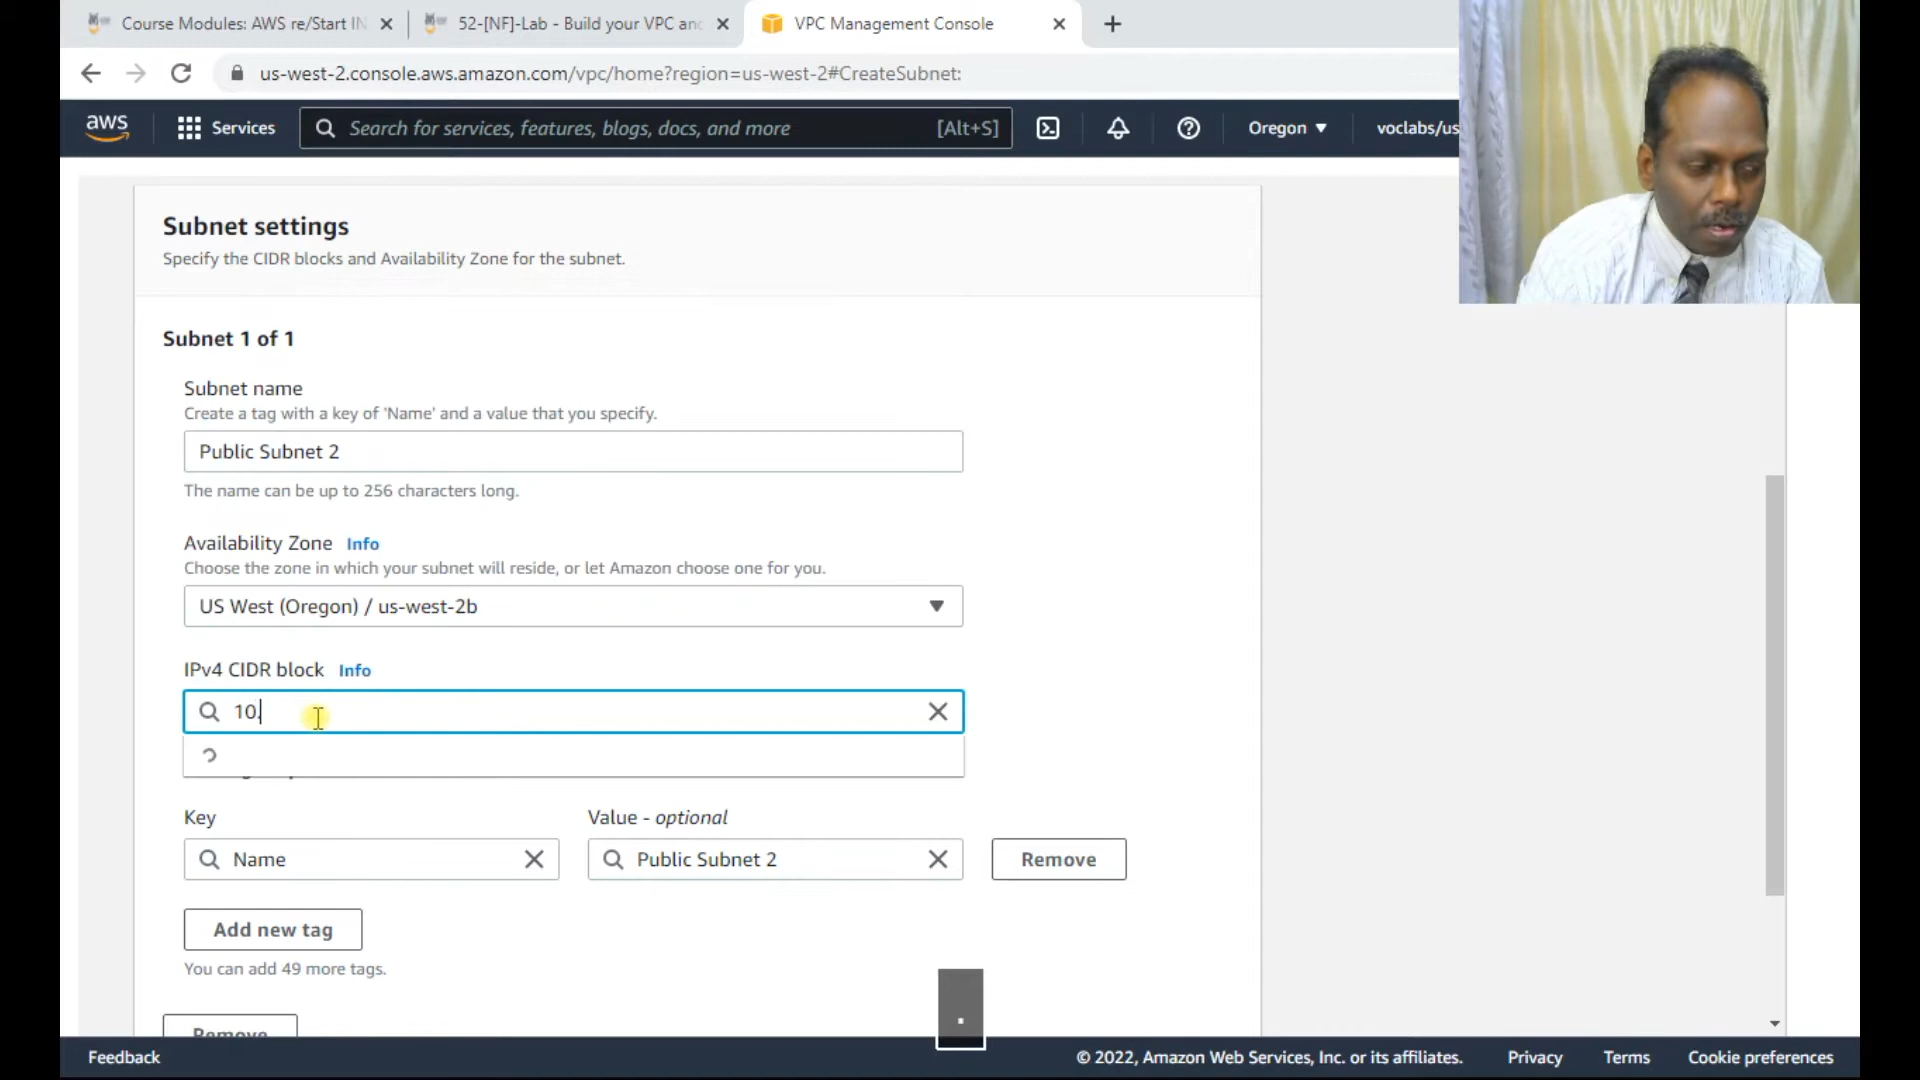 Course Modules: AWS re/Start IN
52-[NF]-Lab - Build your VPC and
VPC Management Console
us-west-2.console.aws.amazon.com/vpc/home?region=us-west-2#CreateSubnet:
aws
Services
Search for services, features, blogs, docs, and more
[Alt+S]
Oregon
voclabs/us
Subnet settings
Specify the CIDR blocks and Availability Zone for the subnet.
Subnet 1 of 1
Subnet name
Create a tag with a key of 'Name' and a value that you specify.
Public Subnet 2
The name can be up to 256 characters long.
Availability Zone Info
Choose the zone in which your subnet will reside, or let Amazon choose one for you.
US West (Oregon) / us-west-2b
IPv4 CIDR block Info
10.
Key
Value - optional
Name
Public Subnet 2
Remove
Add new tag
You can add 49 more tags.
.
Remove
Feedback
© 2022, Amazon Web Services, Inc. or its affiliates.
Privacy
Terms
Cookie preferences